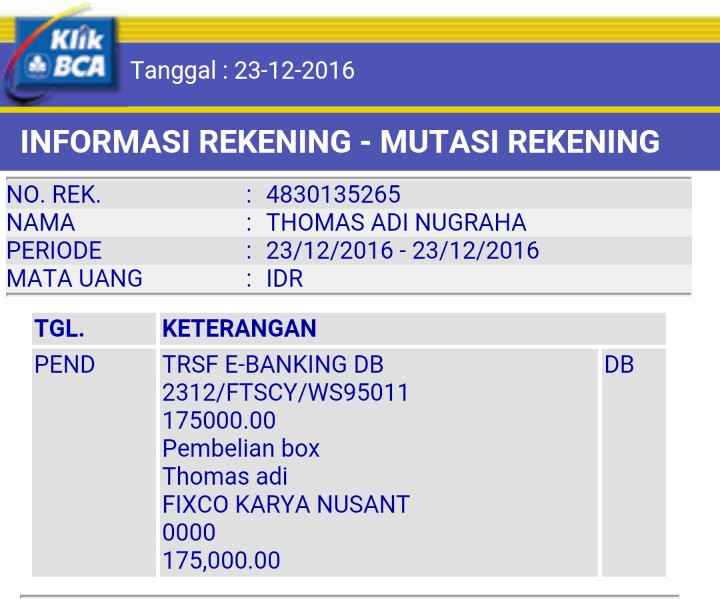 Klik
BCA
Tanggal : 23-12-2016
INFORMASI REKENING - MUTASI REKENING
NO. REK. : 4830135265
NAMA : THOMAS ADI NUGRAHA
PERIODE : 23/12/2016 - 23/12/2016
MATA UANG : IDR
TGL. KETERANGAN
PEND TRSF E-BANKING DB DB
2312/FTSCY/WS95011
175000.00
Pembelian box
Thomas adi
FIXCO KARYA NUSANT
0000
175,000.00